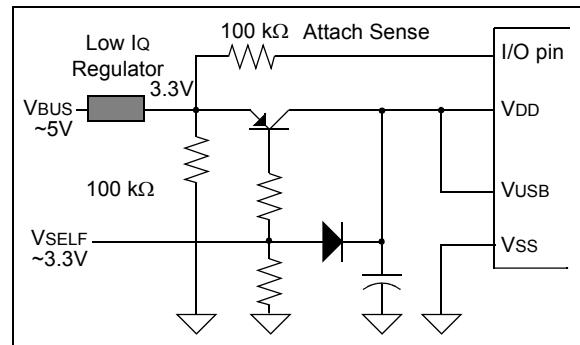 100 kΩ Attach Sense
Low IQ
Regulator
3.3V
I/O pin
VBUS
~5V
VDD
100 kΩ
VUSB
VSELF
~3.3V
VSS